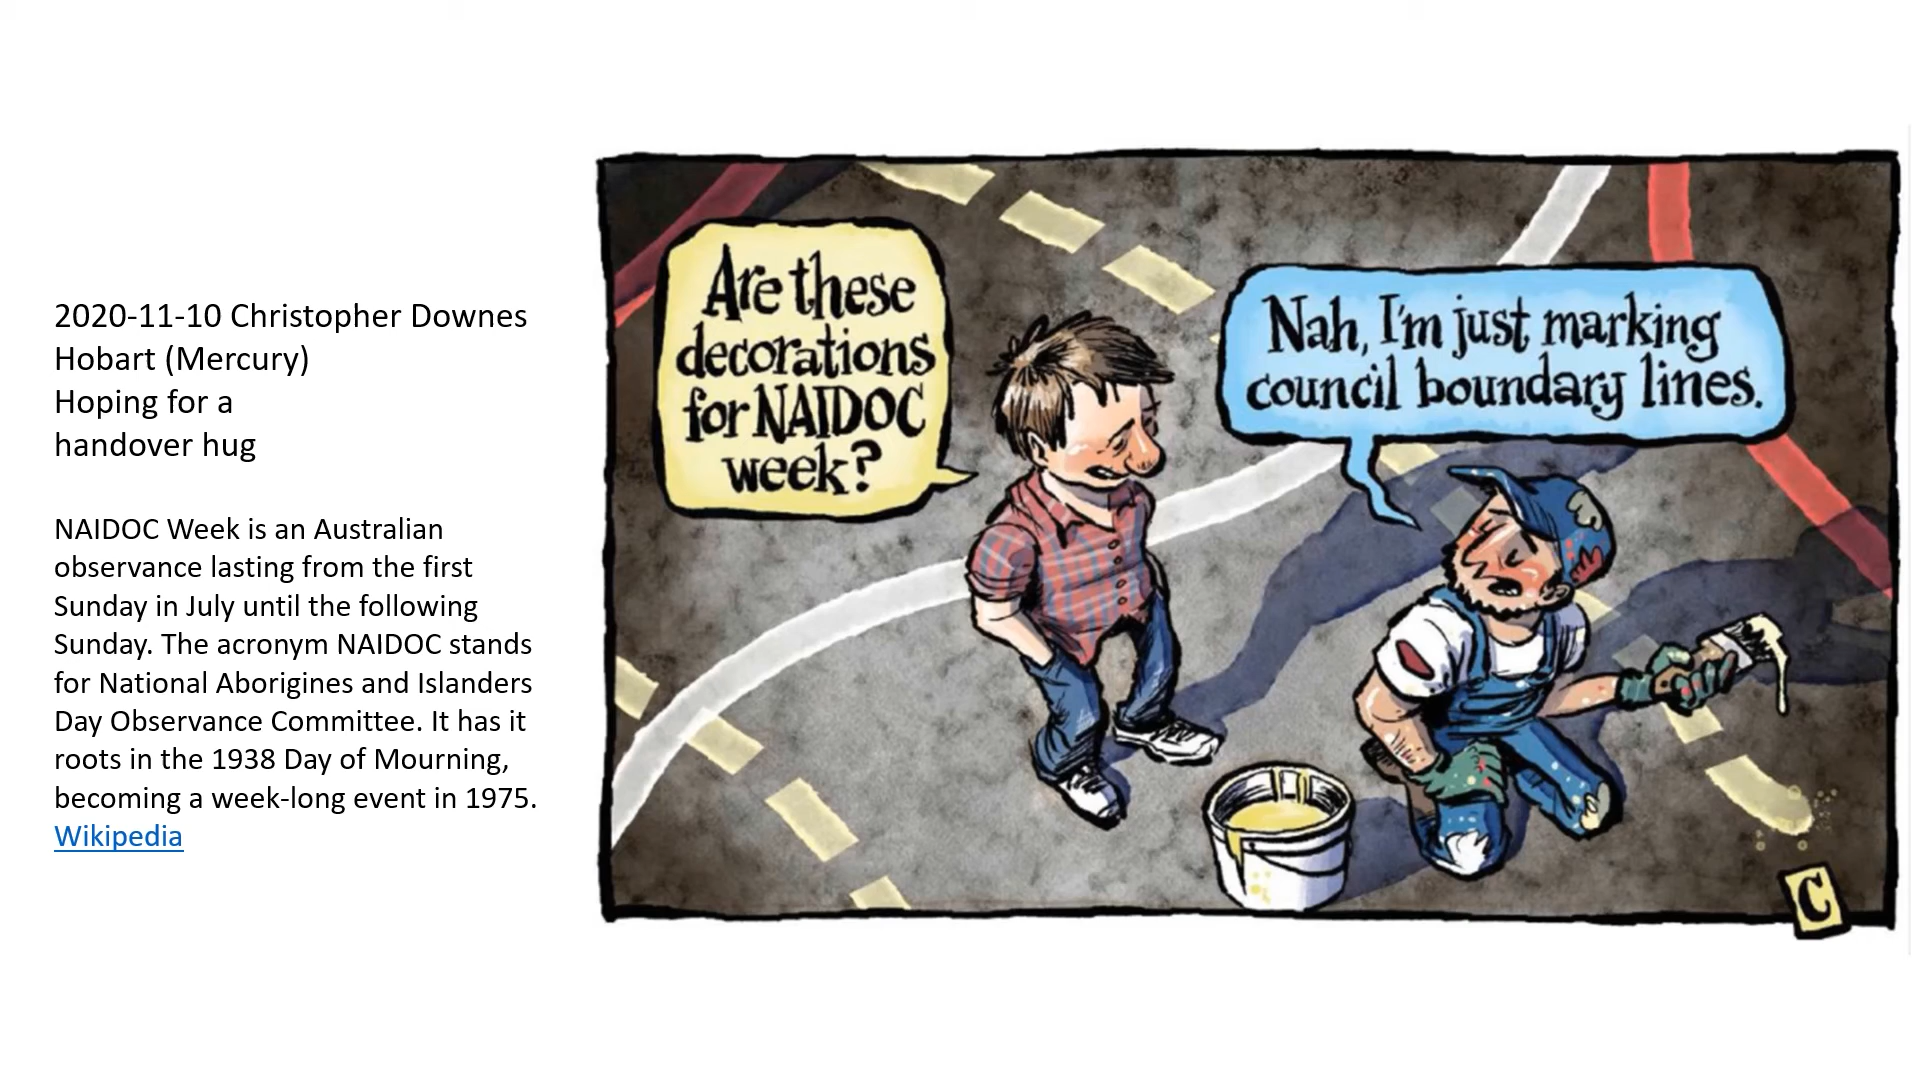 2020-11-10 Christopher Downes
Hobart (Mercury)
Hoping for a
handover hug
NAIDOC Week is an Australian
observance lasting from the first
Sunday in July until the following
Sunday. The acronym NAIDOC stands
for National Aborigines and Islanders
Day Observance Committee. It has it
roots in the 1938 Day of Mourning,
becoming a week-long event in 1975.
Wikipedia
Are these
decorations
for NAIDOC
week?
Nah, I'm just marking
council boundary lines.
C